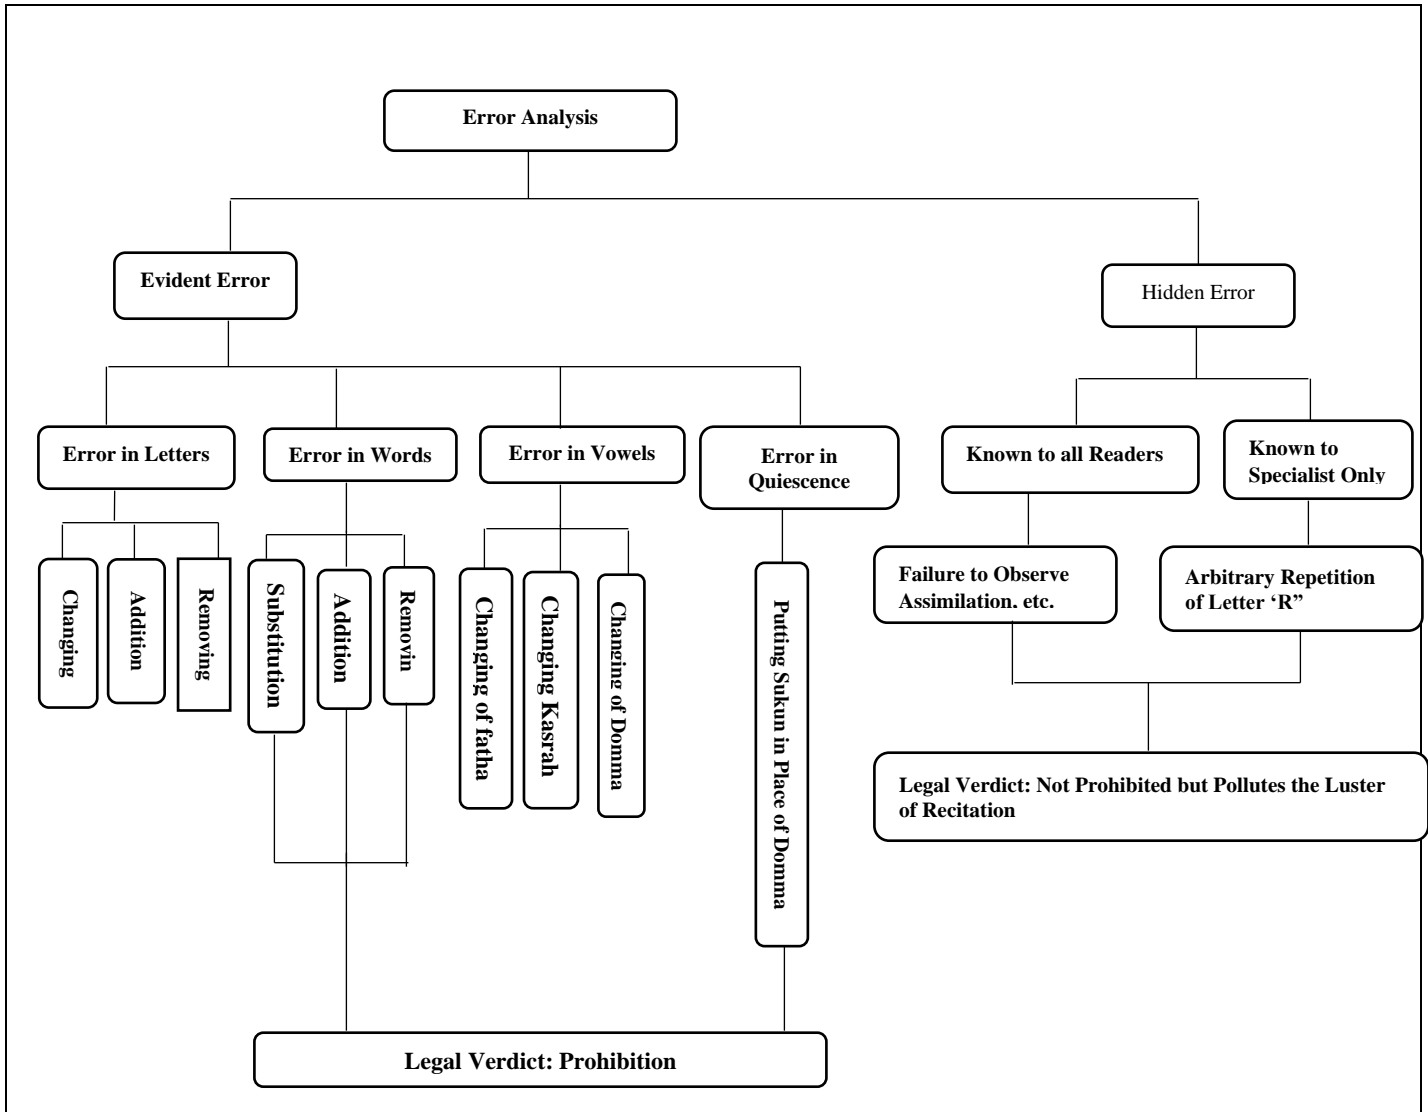 Error Analysis
Evident Error
Hidden Error
Error in Letters
Error in Words
Error in Vowels
Error in
Quiescence
Known to all Readers
Known to
Specialist Only
Changing
Addition
Removing
Substitution
Addition
Removin
Changing of fatha
Changing Kasrah
Changing of Domma
Putting Sukun in Place of Domma
Failure to Observe
Assimilation, etc.
Arbitrary Repetition
of Letter ‘R”
Legal Verdict: Not Prohibited but Pollutes the Luster
of Recitation
Legal Verdict: Prohibition